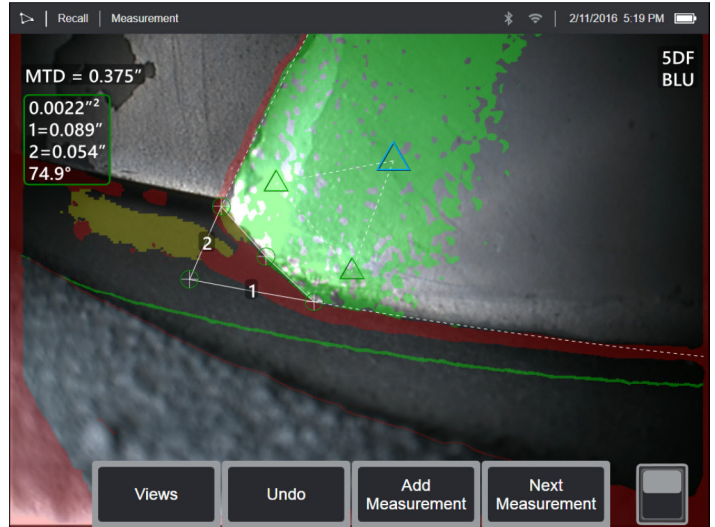 Recall
Measurement
2/11/2016 5:19 PM
5DF
BLU
MTD = 0.375"
0.0022"²
1=0.089"
2=0.054"
74.9°
2
1
Views
Undo
Add
Measurement
Next
Measurement